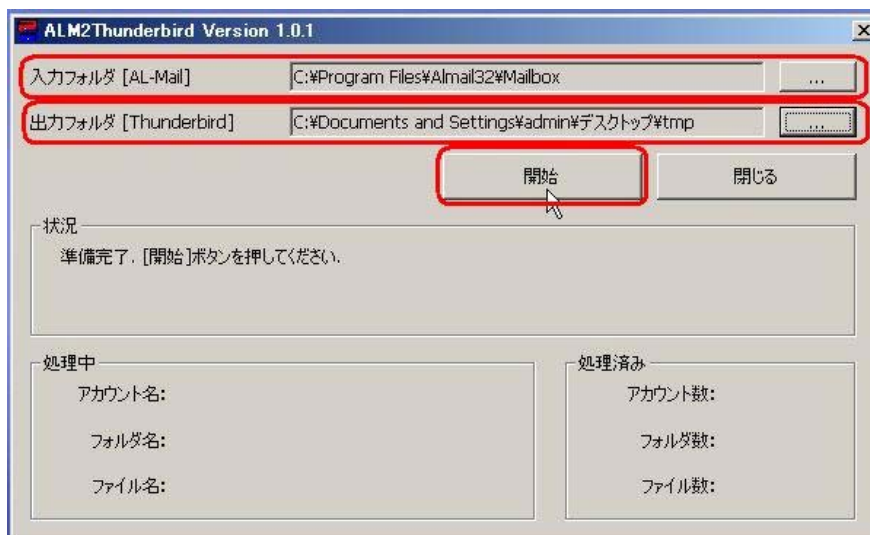 ALM2Thunderbird Version 1.0.1
入力フォルダ [AL-Mail] C:¥Program Files¥Almail32¥Mailbox ...
出力フォルダ [Thunderbird] C:¥Documents and Settings¥admin¥デスクトップ¥tmp ...
開始 閉じる
状況
準備完了. [開始]ボタンを押してください.
処理中 処理済み
アカウント名: アカウント数:
フォルダ名: フォルダ数:
ファイル名: ファイル数: